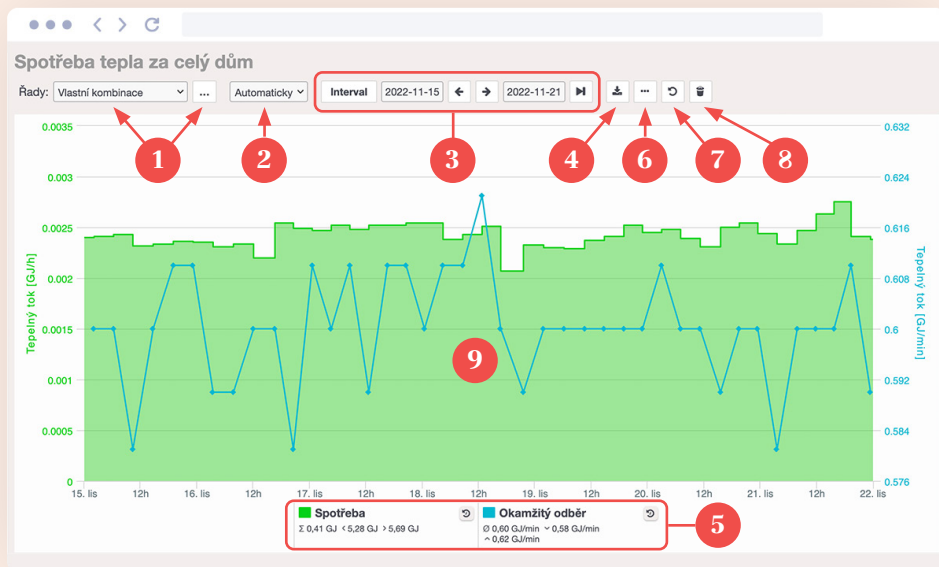 Spotřeba tepla za celý dům
Řady: Vlastní kombinace ... Automaticky Interval 2022-11-15 2022-11-21
1 2 3 4 6 7 8
0.0035 0.632
0.003 0.624
0.0025 0.616
0.002 0.608
0.0015 0.6
0.001 0.592
0.0005 0.584
0 0.576
Tepelný tok [GJ/h]
Tepelný tok [GJ/min]
9
15. lis 12h 16. lis 12h 17. lis 12h 18. lis 12h 19. lis 12h 20. lis 12h 21. lis 12h 22. lis
Spotřeba
Σ 0,41 GJ < 5,28 GJ > 5,69 GJ
Okamžitý odběr
Ø 0,60 GJ/min ⌄ 0,58 GJ/min
⌃ 0,62 GJ/min
5